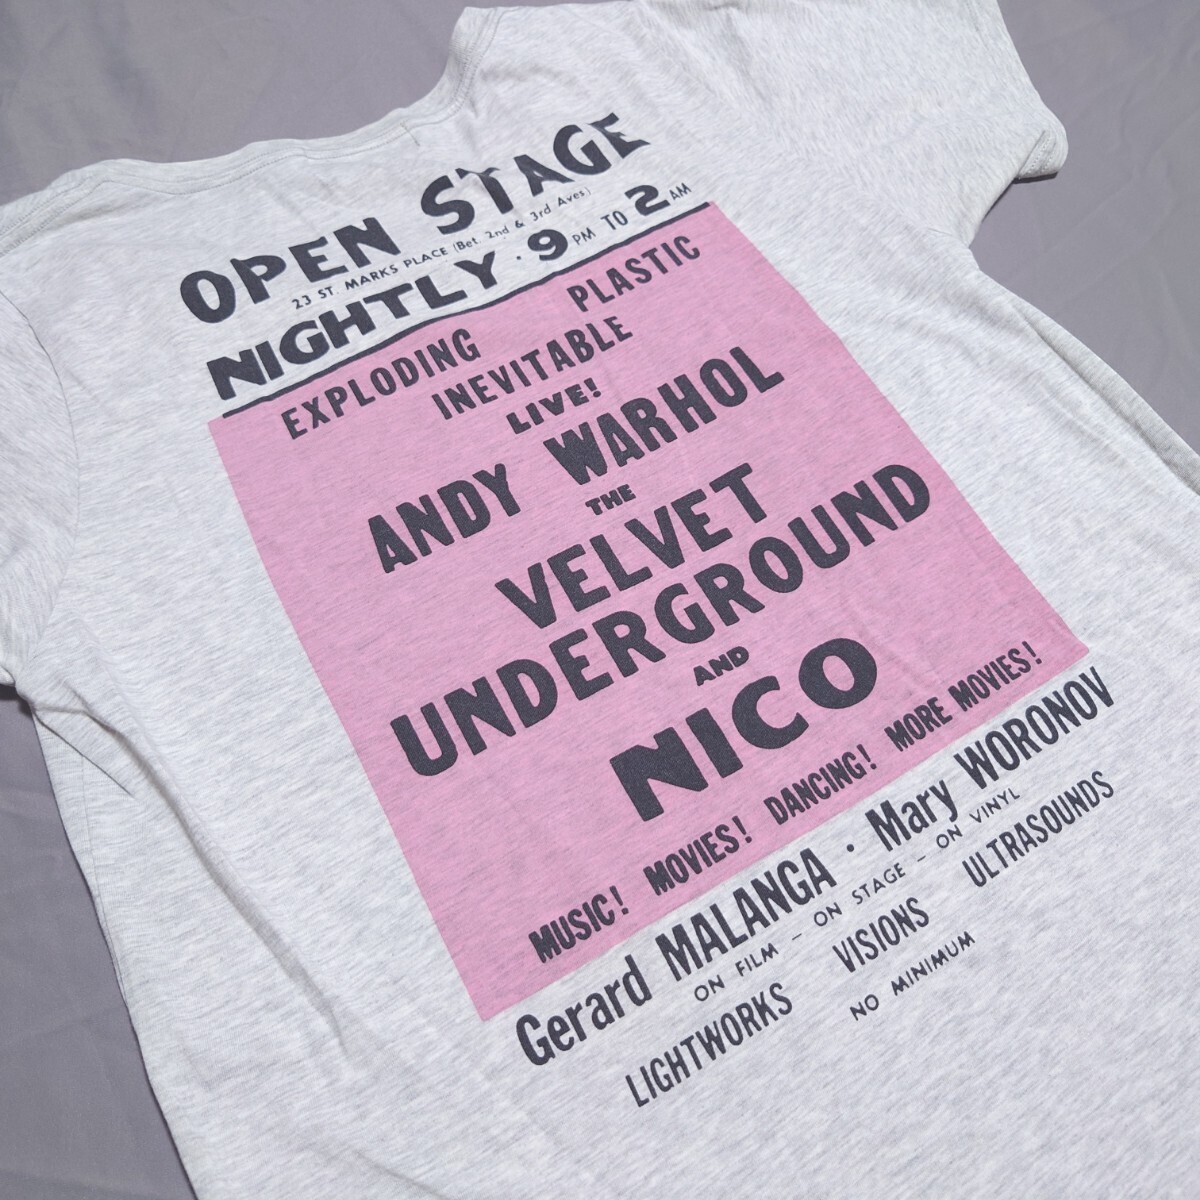 OPEN STAGE
23 ST. MARKS PLACE (Bet. 2nd & 3rd Aves.)
NIGHTLY · 9 PM TO 2 AM
EXPLODING PLASTIC
INEVITABLE
LIVE!
ANDY WARHOL
THE
VELVET
UNDERGROUND
AND
NICO
MUSIC! MOVIES! DANCING! MORE MOVIES!
Gerard MALANGA · Mary WORONOV
ON FILM – ON STAGE – ON VINYL
LIGHTWORKS VISIONS ULTRASOUNDS
NO MINIMUM